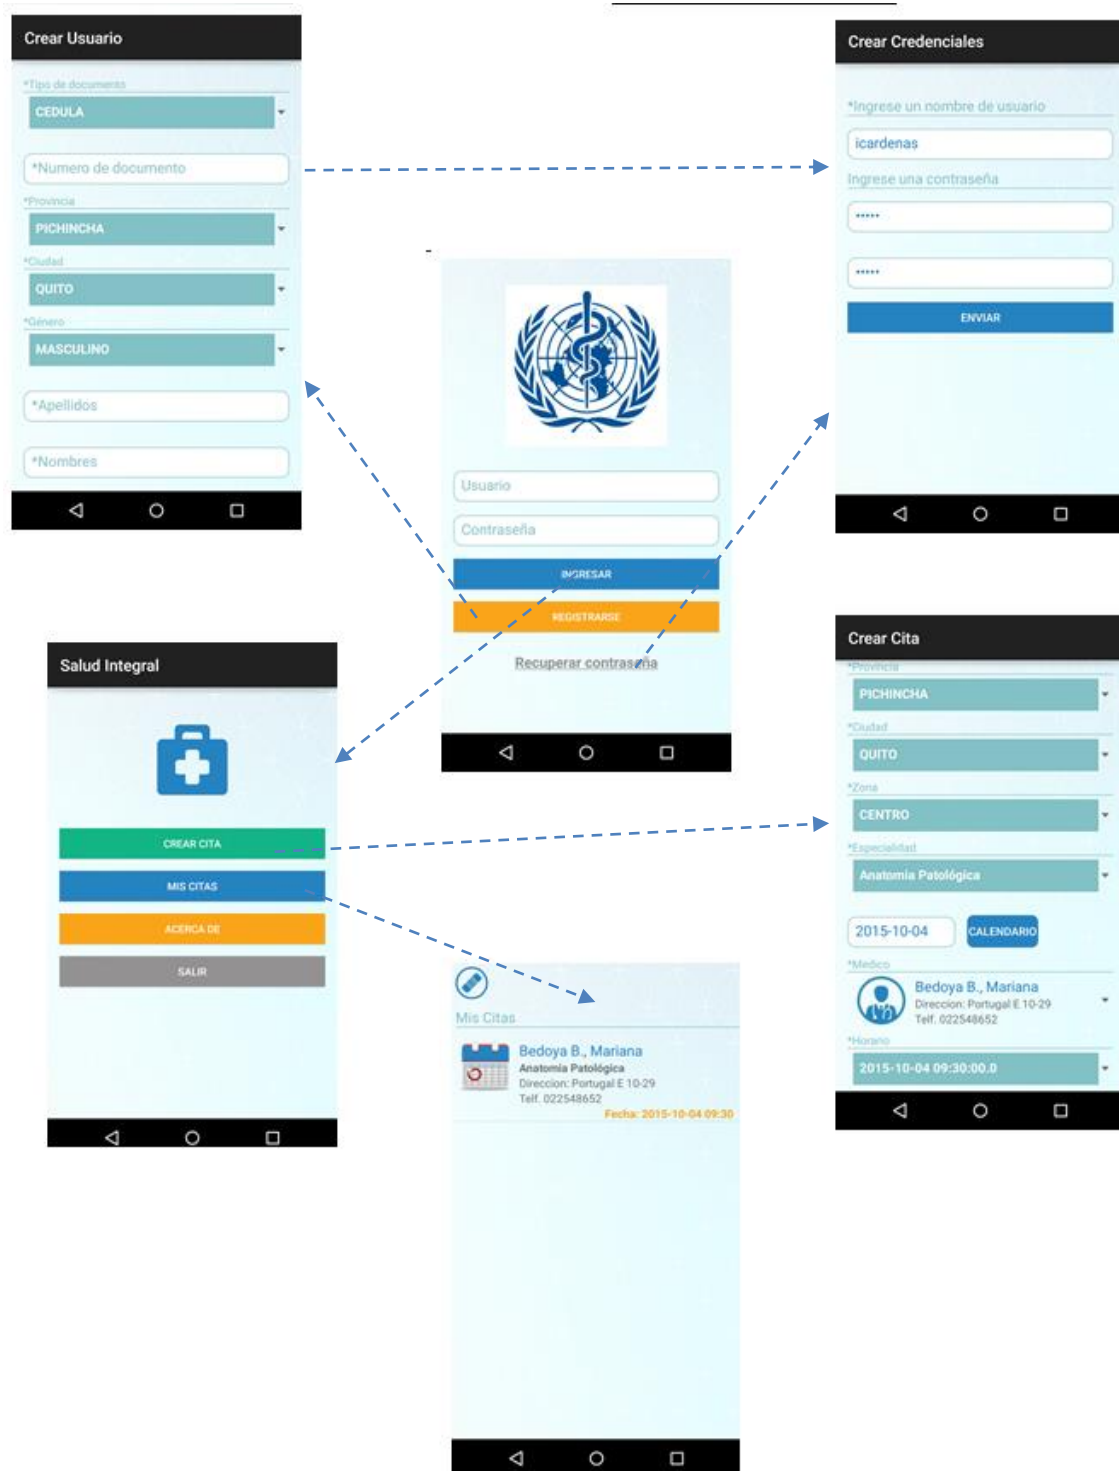 Crear Usuario
*Tipo de documento
CEDULA
*Numero de documento
*Provincia
PICHINCHA
*Ciudad
QUITO
*Género
MASCULINO
*Apellidos
*Nombres
Crear Credenciales
*Ingrese un nombre de usuario
icardenas
Ingrese una contraseña
*****
*****
ENVIAR
Usuario
Contraseña
INGRESAR
REGISTRARSE
Recuperar contraseña
Salud Integral
CREAR CITA
MIS CITAS
ACERCA DE
SALIR
Crear Cita
*Provincia
PICHINCHA
*Ciudad
QUITO
*Zona
CENTRO
*Especialidad
Anatomía Patológica
2015-10-04
CALENDARIO
*Medico
Bedoya B., Mariana
Direccion: Portugal E 10-29
Telf. 022548652
*Horario
2015-10-04 09:30:00.0
Mis Citas
Bedoya B., Mariana
Anatomía Patológica
Direccion: Portugal E 10-29
Telf. 022548652
Fecha: 2015-10-04 09:30